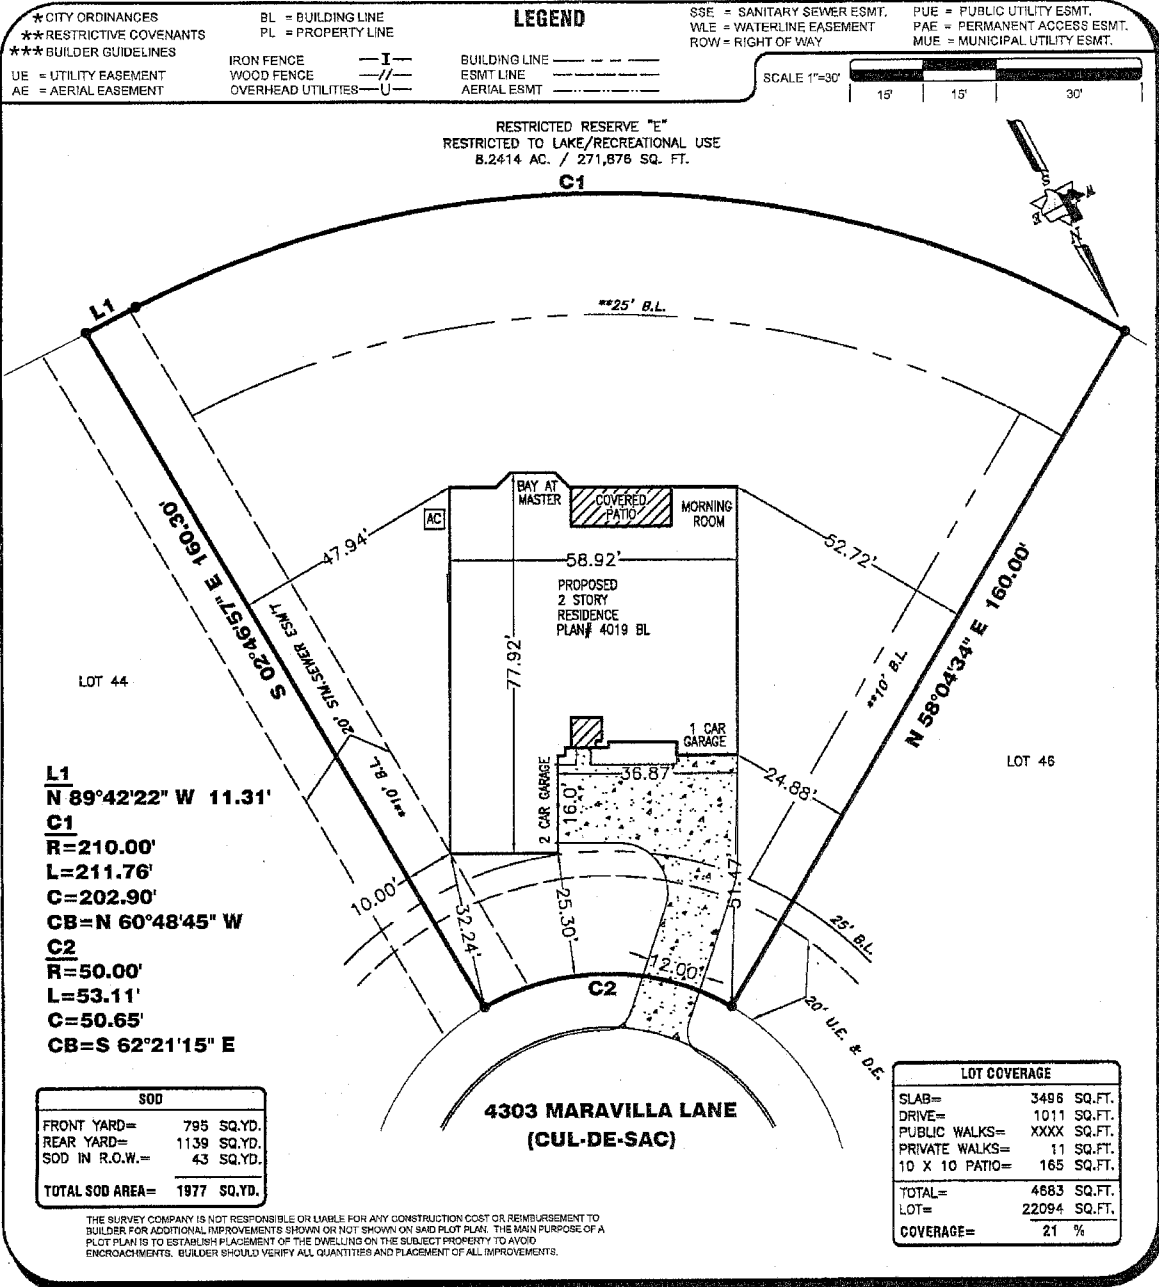 *CITY ORDINANCES
**RESTRICTIVE COVENANTS
***BUILDER GUIDELINES
UE = UTILITY EASEMENT
AE = AERIAL EASEMENT
BL = BUILDING LINE
PL = PROPERTY LINE
IRON FENCE —I—
WOOD FENCE —//—
OVERHEAD UTILITIES —U—
LEGEND
BUILDING LINE
ESMT LINE
AERIAL ESMT
SSE = SANITARY SEWER ESMT.
WLE = WATERLINE EASEMENT
ROW = RIGHT OF WAY
PUE = PUBLIC UTILITY ESMT.
PAE = PERMANENT ACCESS ESMT.
MUE = MUNICIPAL UTILITY ESMT.
SCALE 1"=30'
15' 15' 30'
RESTRICTED RESERVE "E"
RESTRICTED TO LAKE/RECREATIONAL USE
8.2414 AC. / 271,876 SQ. FT.
C1
S
W
E
N
L1
**25' B.L.
BAY AT
MASTER
COVERED
PATIO
MORNING
ROOM
AC
47.94'
58.92'
52.72'
S 02°46'57" E 160.30'
N 58°04'34" E 160.00'
PROPOSED
2 STORY
RESIDENCE
PLAN# 4019 BL
77.92'
20' STM.SEWER ESM'T
**10' B.L.
**10' B.L.
LOT 44
LOT 46
1 CAR
GARAGE
2 CAR GARAGE
36.87'
16.0'
24.88'
10.00'
32.24'
25.30'
51.47
12.00'
25' B.L.
20' U.E. & D.E.
C2
L1
N 89°42'22" W 11.31'
C1
R=210.00'
L=211.76'
C=202.90'
CB=N 60°48'45" W
C2
R=50.00'
L=53.11'
C=50.65'
CB=S 62°21'15" E
4303 MARAVILLA LANE
(CUL-DE-SAC)
SOD
FRONT YARD= 795 SQ.YD.
REAR YARD= 1139 SQ.YD.
SOD IN R.O.W.= 43 SQ.YD.
TOTAL SOD AREA= 1977 SQ.YD.
LOT COVERAGE
SLAB= 3496 SQ.FT.
DRIVE= 1011 SQ.FT.
PUBLIC WALKS= XXXX SQ.FT.
PRIVATE WALKS= 11 SQ.FT.
10 X 10 PATIO= 165 SQ.FT.
TOTAL= 4683 SQ.FT.
LOT= 22094 SQ.FT.
COVERAGE= 21 %
THE SURVEY COMPANY IS NOT RESPONSIBLE OR LIABLE FOR ANY CONSTRUCTION COST OR REIMBURSEMENT TO
BUILDER FOR ADDITIONAL IMPROVEMENTS SHOWN OR NOT SHOWN ON SAID PLOT PLAN. THE MAIN PURPOSE OF A
PLOT PLAN IS TO ESTABLISH PLACEMENT OF THE DWELLING ON THE SUBJECT PROPERTY TO AVOID
ENCROACHMENTS. BUILDER SHOULD VERIFY ALL QUANTITIES AND PLACEMENT OF ALL IMPROVEMENTS.